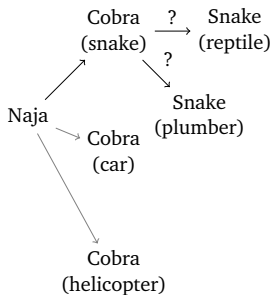 Cobra
(snake)
?
Snake
(reptile)
?
Snake
(plumber)
Naja
Cobra
(car)
Cobra
(helicopter)